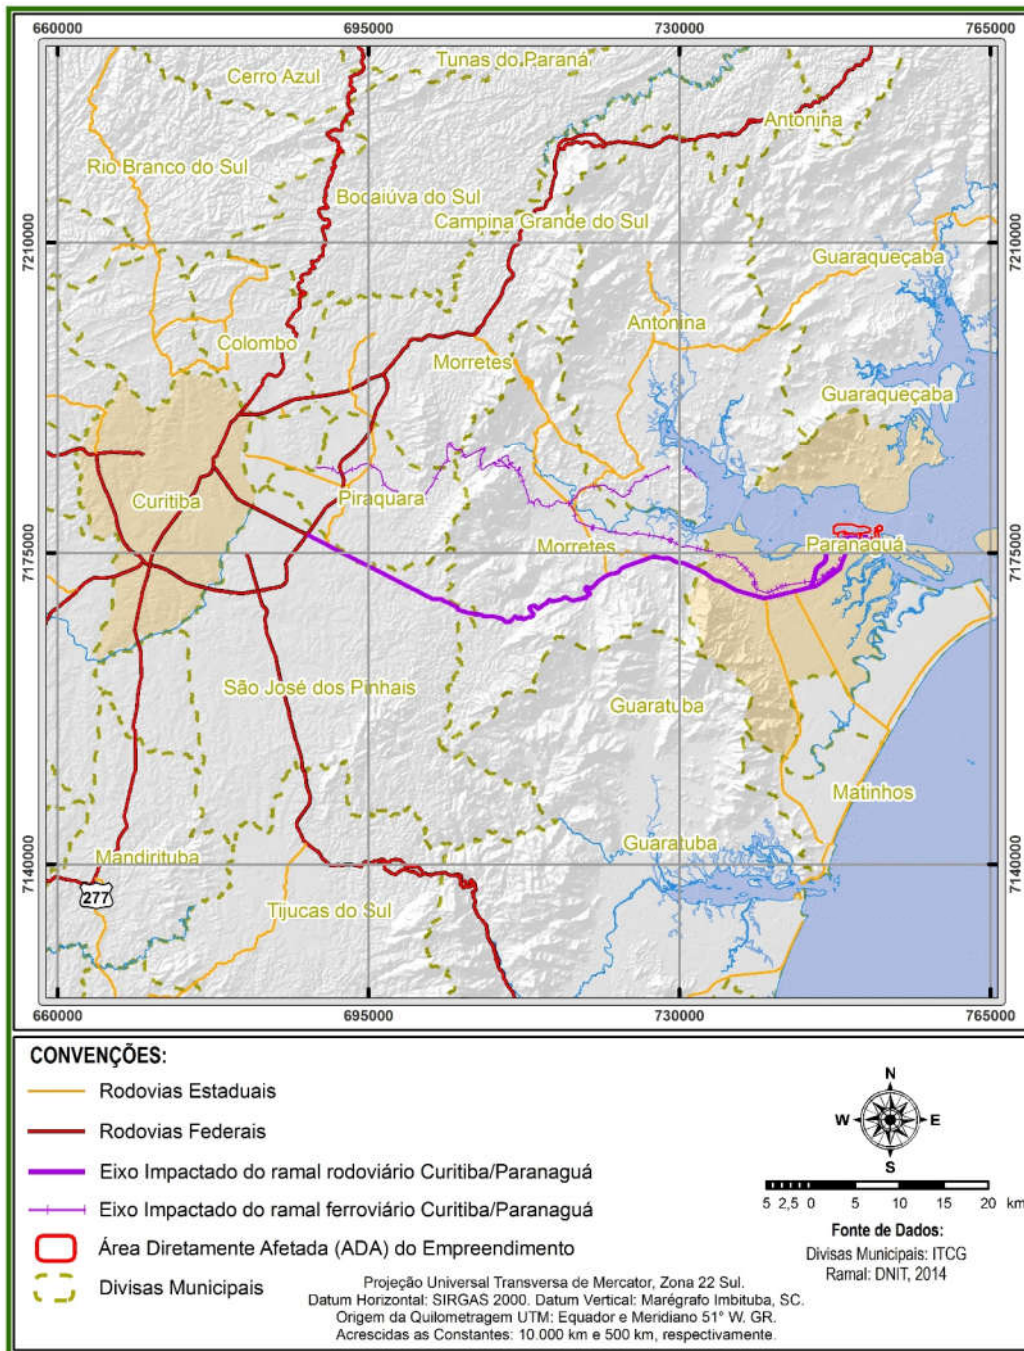 660000 695000 730000 765000
Tunas do Paraná
Cerro Azul
Antonina
Rio Branco do Sul
Bocaiúva do Sul
Campina Grande do Sul
7210000 7210000
Guaraqueçaba
Antonina
Colombo
Morretes
Guaraqueçaba
Curitiba
Piraquara
Morretes
Paranaguá
7175000 7175000
São José dos Pinhais
Guaratuba
Matinhos
Guaratuba
Mandirituba
7140000 7140000
277
Tijucas do Sul
660000 695000 730000 765000
CONVENÇÕES:
Rodovias Estaduais
Rodovias Federais
Eixo Impactado do ramal rodoviário Curitiba/Paranaguá
Eixo Impactado do ramal ferroviário Curitiba/Paranaguá
Área Diretamente Afetada (ADA) do Empreendimento
Divisas Municipais
N
W E
S
5 2,5 0 5 10 15 20 km
Fonte de Dados:
Divisas Municipais: ITCG
Ramal: DNIT, 2014
Projeção Universal Transversa de Mercator, Zona 22 Sul.
Datum Horizontal: SIRGAS 2000. Datum Vertical: Marégrafo Imbituba, SC.
Origem da Quilometragem UTM: Equador e Meridiano 51° W. GR.
Acrescidas as Constantes: 10.000 km e 500 km, respectivamente.